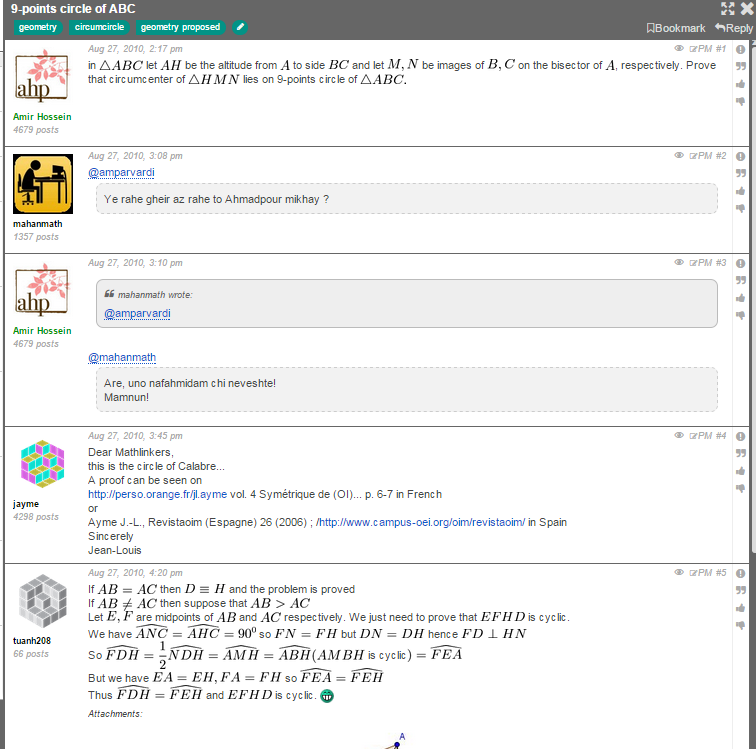 9-points circle of ABC
geometry circumcircle geometry proposed
Bookmark Reply
Aug 27, 2010, 2:17 pm PM #1
in △ABC let AH be the altitude from A to side BC and let M, N be images of B, C on the bisector of A, respectively. Prove
that circumcenter of △HMN lies on 9-points circle of △ABC.
ahp
Amir Hossein
4679 posts
Aug 27, 2010, 3:08 pm PM #2
@amparvardi
Ye rahe gheir az rahe to Ahmadpour mikhay ?
mahanmath
1357 posts
Aug 27, 2010, 3:10 pm PM #3
mahanmath wrote:
@amparvardi
ahp
Amir Hossein
4679 posts
@mahanmath
Are, uno nafahmidam chi neveshte!
Mamnun!
Aug 27, 2010, 3:45 pm PM #4
Dear Mathlinkers,
this is the circle of Calabre...
A proof can be seen on
http://perso.orange.fr/jl.ayme vol. 4 Symétrique de (OI)... p. 6-7 in French
or
Ayme J.-L., Revistaoim (Espagne) 26 (2006) ; /http://www.campus-oei.org/oim/revistaoim/ in Spain
Sincerely
Jean-Louis
jayme
4298 posts
Aug 27, 2010, 4:20 pm PM #5
If AB = AC then D ≡ H and the problem is proved
If AB ≠ AC then suppose that AB > AC
Let E, F are midpoints of AB and AC respectively. We just need to prove that EFHD is cyclic.
We have \widehat{ANC} = \widehat{AHC} = 90⁰ so FN = FH but DN = DH hence FD ⊥ HN
So \widehat{FDH} = \frac{1}{2}\widehat{NDH} = \widehat{AMH} = \widehat{ABH}(AMBH is cyclic) = \widehat{FEA}
But we have EA = EH, FA = FH so \widehat{FEA} = \widehat{FEH}
Thus \widehat{FDH} = \widehat{FEH} and EFHD is cyclic.
tuanh208
66 posts
Attachments:
A